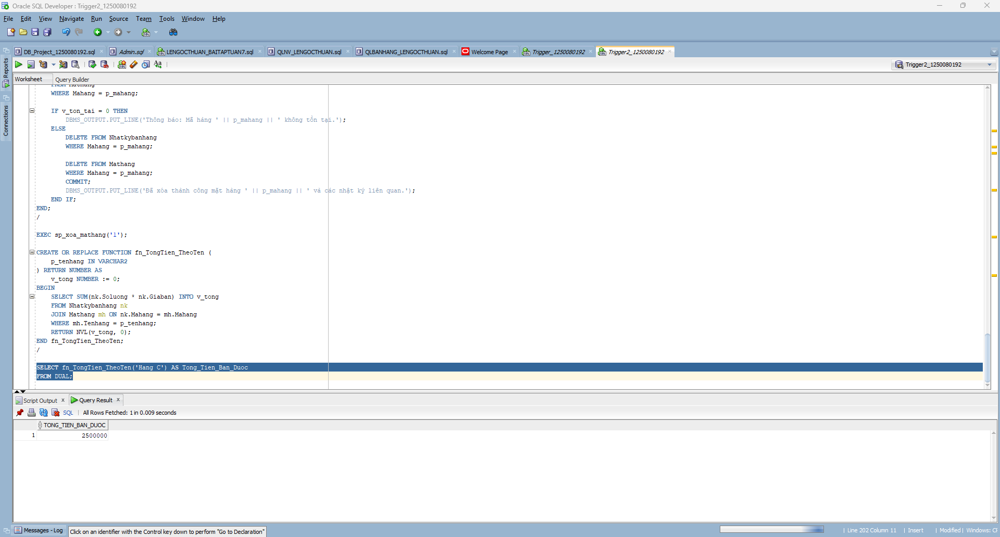 Oracle SQL Developer : Trigger2_1250080192
File Edit View Navigate Run Source Team Tools Window Help
DB_Project_1250080192.sql Admin.sql LENGOCTHUAN_BAITAPTUAN7.sql QLNV_LENGOCTHUAN.sql QLBANHANG_LENGOCTHUAN.sql Welcome Page Trigger_1250080192 Trigger2_1250080192
Trigger2_1250080192
Reports
Connections
Worksheet Query Builder
FROM Mathang
WHERE Mahang = p_mahang;
IF v_ton_tai = 0 THEN
DBMS_OUTPUT.PUT_LINE('Thông báo: Mã hàng ' || p_mahang || ' không tồn tại.');
ELSE
DELETE FROM Nhatkybanhang
WHERE Mahang = p_mahang;
DELETE FROM Mathang
WHERE Mahang = p_mahang;
COMMIT;
DBMS_OUTPUT.PUT_LINE('Đã xóa thành công mặt hàng ' || p_mahang || ' và các nhật ký liên quan.');
END IF;
END;
/
EXEC sp_xoa_mathang('1');
CREATE OR REPLACE FUNCTION fn_TongTien_TheoTen (
p_tenhang IN VARCHAR2
) RETURN NUMBER AS
v_tong NUMBER := 0;
BEGIN
SELECT SUM(nk.Soluong * nk.Giaban) INTO v_tong
FROM Nhatkybanhang nk
JOIN Mathang mh ON nk.Mahang = mh.Mahang
WHERE mh.Tenhang = p_tenhang;
RETURN NVL(v_tong, 0);
END fn_TongTien_TheoTen;
/
SELECT fn_TongTien_TheoTen('Hang C') AS Tong_Tien_Ban_Duoc
FROM DUAL;
Script Output x Query Result x
SQL | All Rows Fetched: 1 in 0.009 seconds
TONG_TIEN_BAN_DUOC
1 2500000
Messages - Log Click on an identifier with the Control key down to perform "Go to Declaration" | Line 202 Column 11 | Insert | Modified | Windows: CF